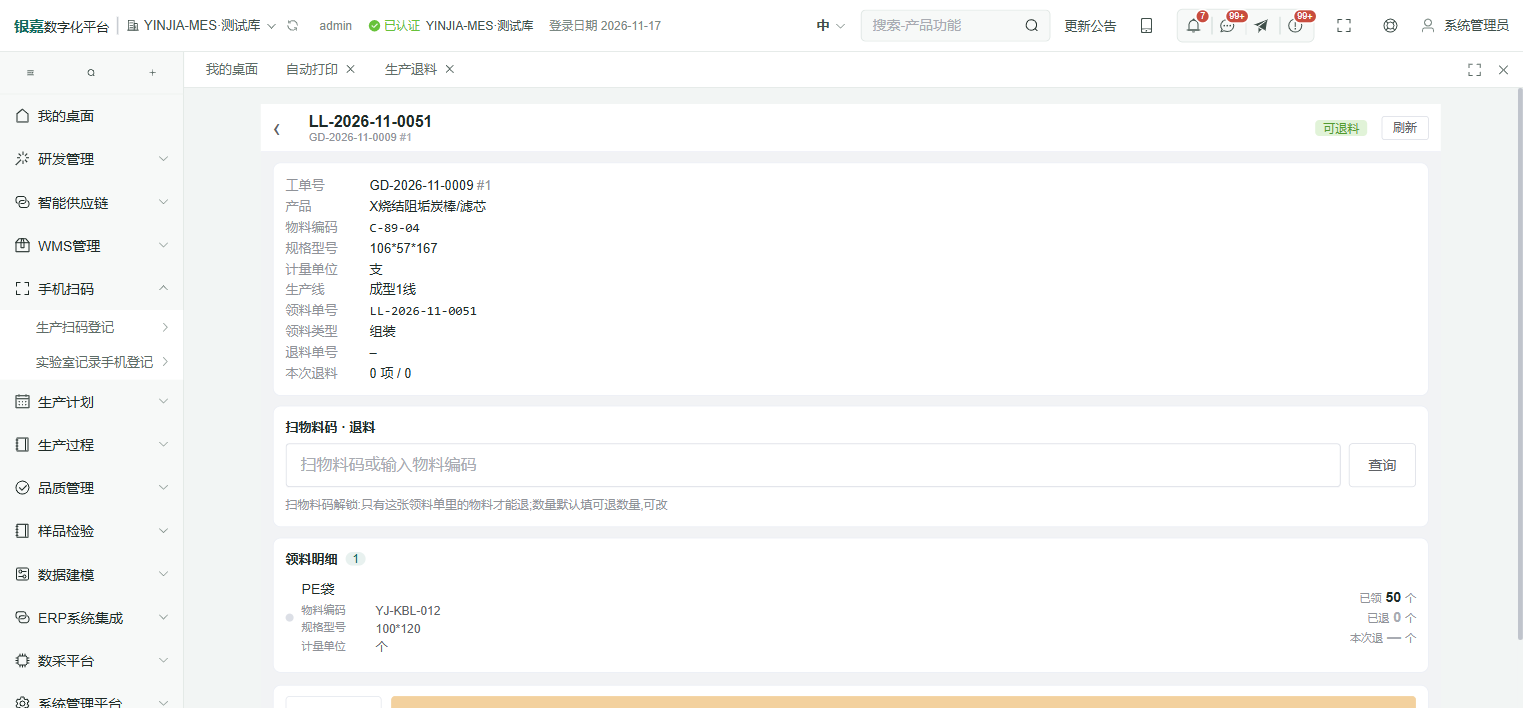 银嘉数字化平台 YINJIA-MES·测试库 admin 已认证 YINJIA-MES·测试库 登录日期 2026-11-17 中 搜索-产品功能 更新公告 7 99+ 99+ 系统管理员
我的桌面 自动打印 生产退料
我的桌面
研发管理
智能供应链
WMS管理
手机扫码
生产扫码登记
实验室记录手机登记
生产计划
生产过程
品质管理
样品检验
数据建模
ERP系统集成
数采平台
系统管理平台
LL-2026-11-0051
GD-2026-11-0009 #1
可退料 刷新
工单号 GD-2026-11-0009 #1
产品 X烧结阻垢炭棒/滤芯
物料编码 C-89-04
规格型号 106*57*167
计量单位 支
生产线 成型1线
领料单号 LL-2026-11-0051
领料类型 组装
退料单号 –
本次退料 0 项 / 0
扫物料码 · 退料
扫物料码或输入物料编码 查询
扫物料码解锁:只有这张领料单里的物料才能退;数量默认填可退数量,可改
领料明细 1
PE袋
物料编码 YJ-KBL-012
规格型号 100*120
计量单位 个
已领 50 个
已退 0 个
本次退 — 个